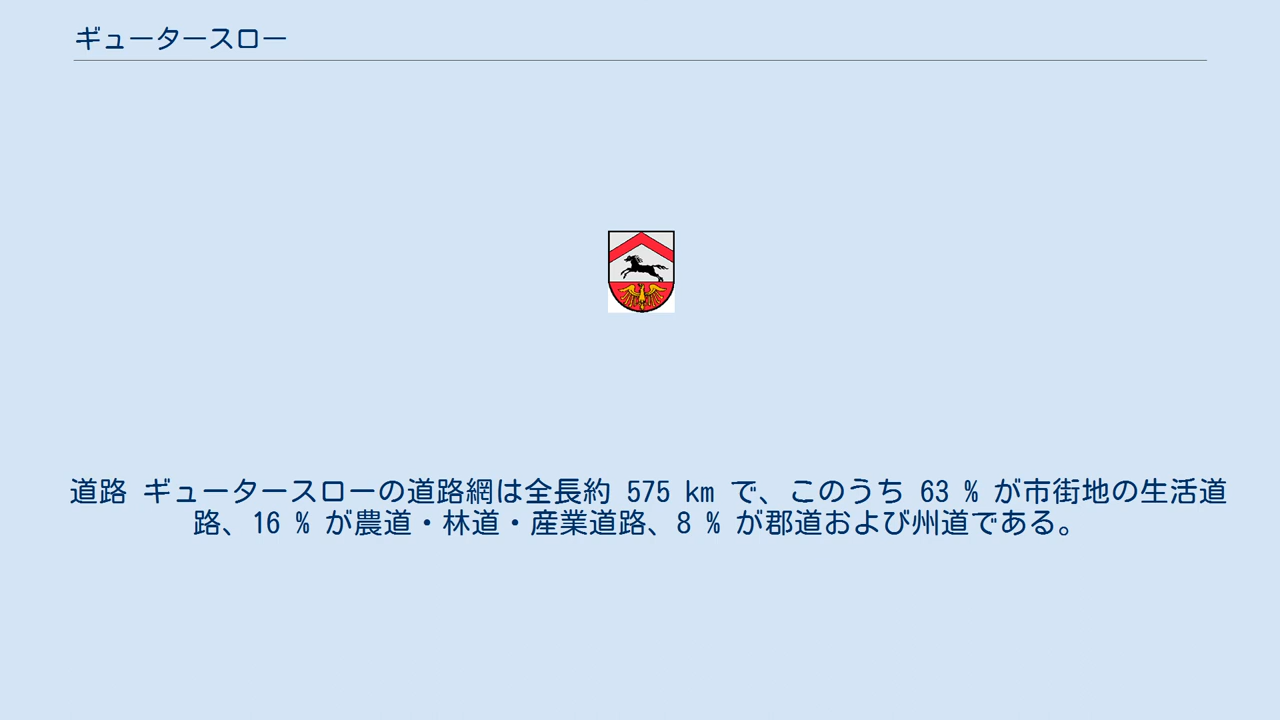 ギュータースロー
道路 ギュータースローの道路網は全長約 575 km で、このうち 63 % が市街地の生活道
路、16 % が農道・林道・産業道路、8 % が郡道および州道である。